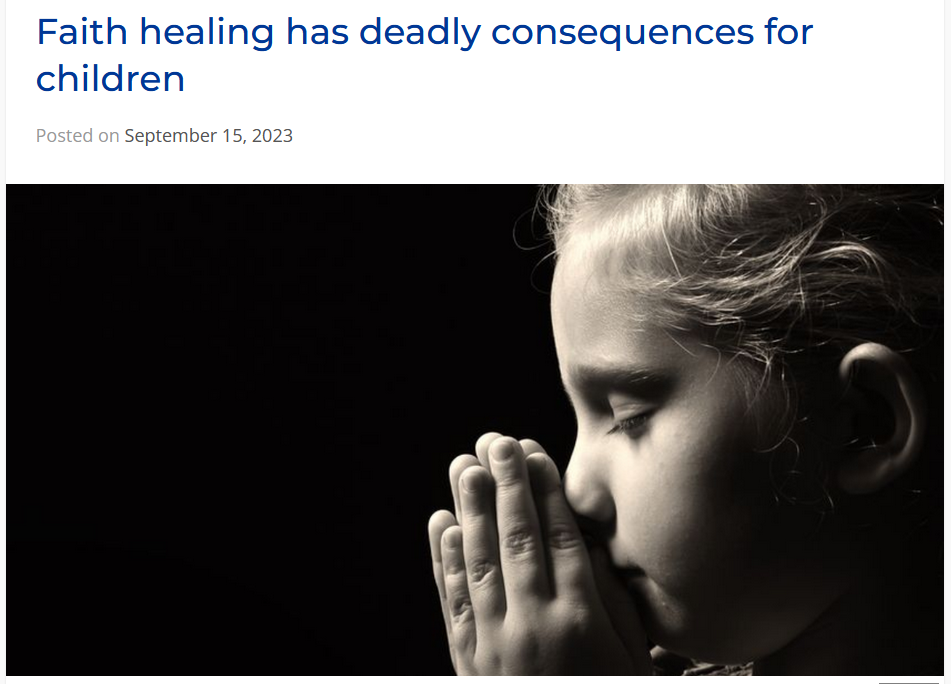 Faith healing has deadly consequences for
children
Posted on September 15, 2023